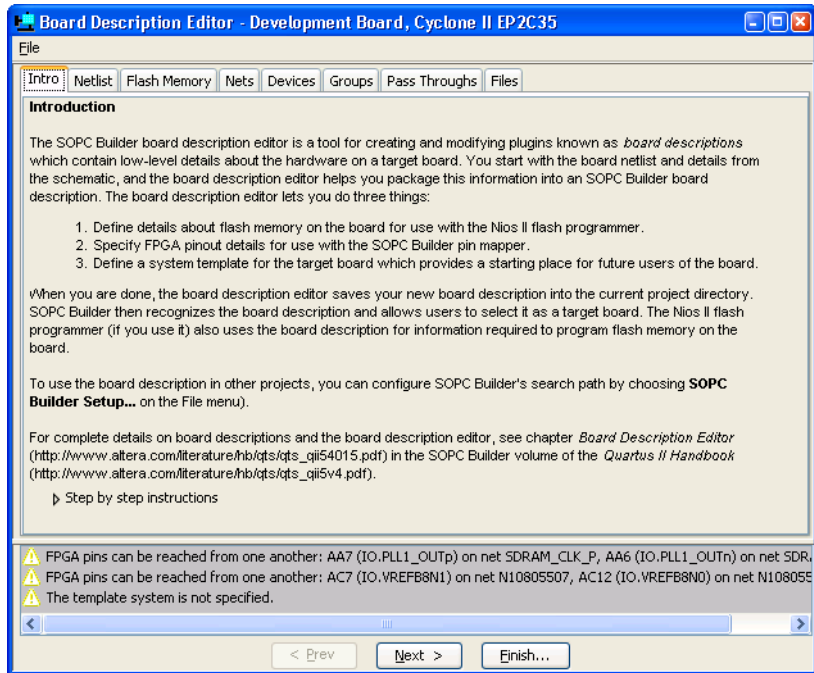 Board Description Editor - Development Board, Cyclone II EP2C35
File
Intro Netlist Flash Memory Nets Devices Groups Pass Throughs Files
Introduction
The SOPC Builder board description editor is a tool for creating and modifying plugins known as board descriptions
which contain low-level details about the hardware on a target board. You start with the board netlist and details from
the schematic, and the board description editor helps you package this information into an SOPC Builder board
description. The board description editor lets you do three things:
1. Define details about flash memory on the board for use with the Nios II flash programmer.
2. Specify FPGA pinout details for use with the SOPC Builder pin mapper.
3. Define a system template for the target board which provides a starting place for future users of the board.
When you are done, the board description editor saves your new board description into the current project directory.
SOPC Builder then recognizes the board description and allows users to select it as a target board. The Nios II flash
programmer (if you use it) also uses the board description for information required to program flash memory on the
board.
To use the board description in other projects, you can configure SOPC Builder's search path by choosing SOPC
Builder Setup... on the File menu).
For complete details on board descriptions and the board description editor, see chapter Board Description Editor
(http://www.altera.com/literature/hb/qts/qts_qii54015.pdf) in the SOPC Builder volume of the Quartus II Handbook
(http://www.altera.com/literature/hb/qts/qts_qii5v4.pdf).
Step by step instructions
FPGA pins can be reached from one another: AA7 (IO.PLL1_OUTp) on net SDRAM_CLK_P, AA6 (IO.PLL1_OUTn) on net SDR
FPGA pins can be reached from one another: AC7 (IO.VREFB8N1) on net N10805507, AC12 (IO.VREFB8N0) on net N108055
The template system is not specified.
< Prev Next > Finish...